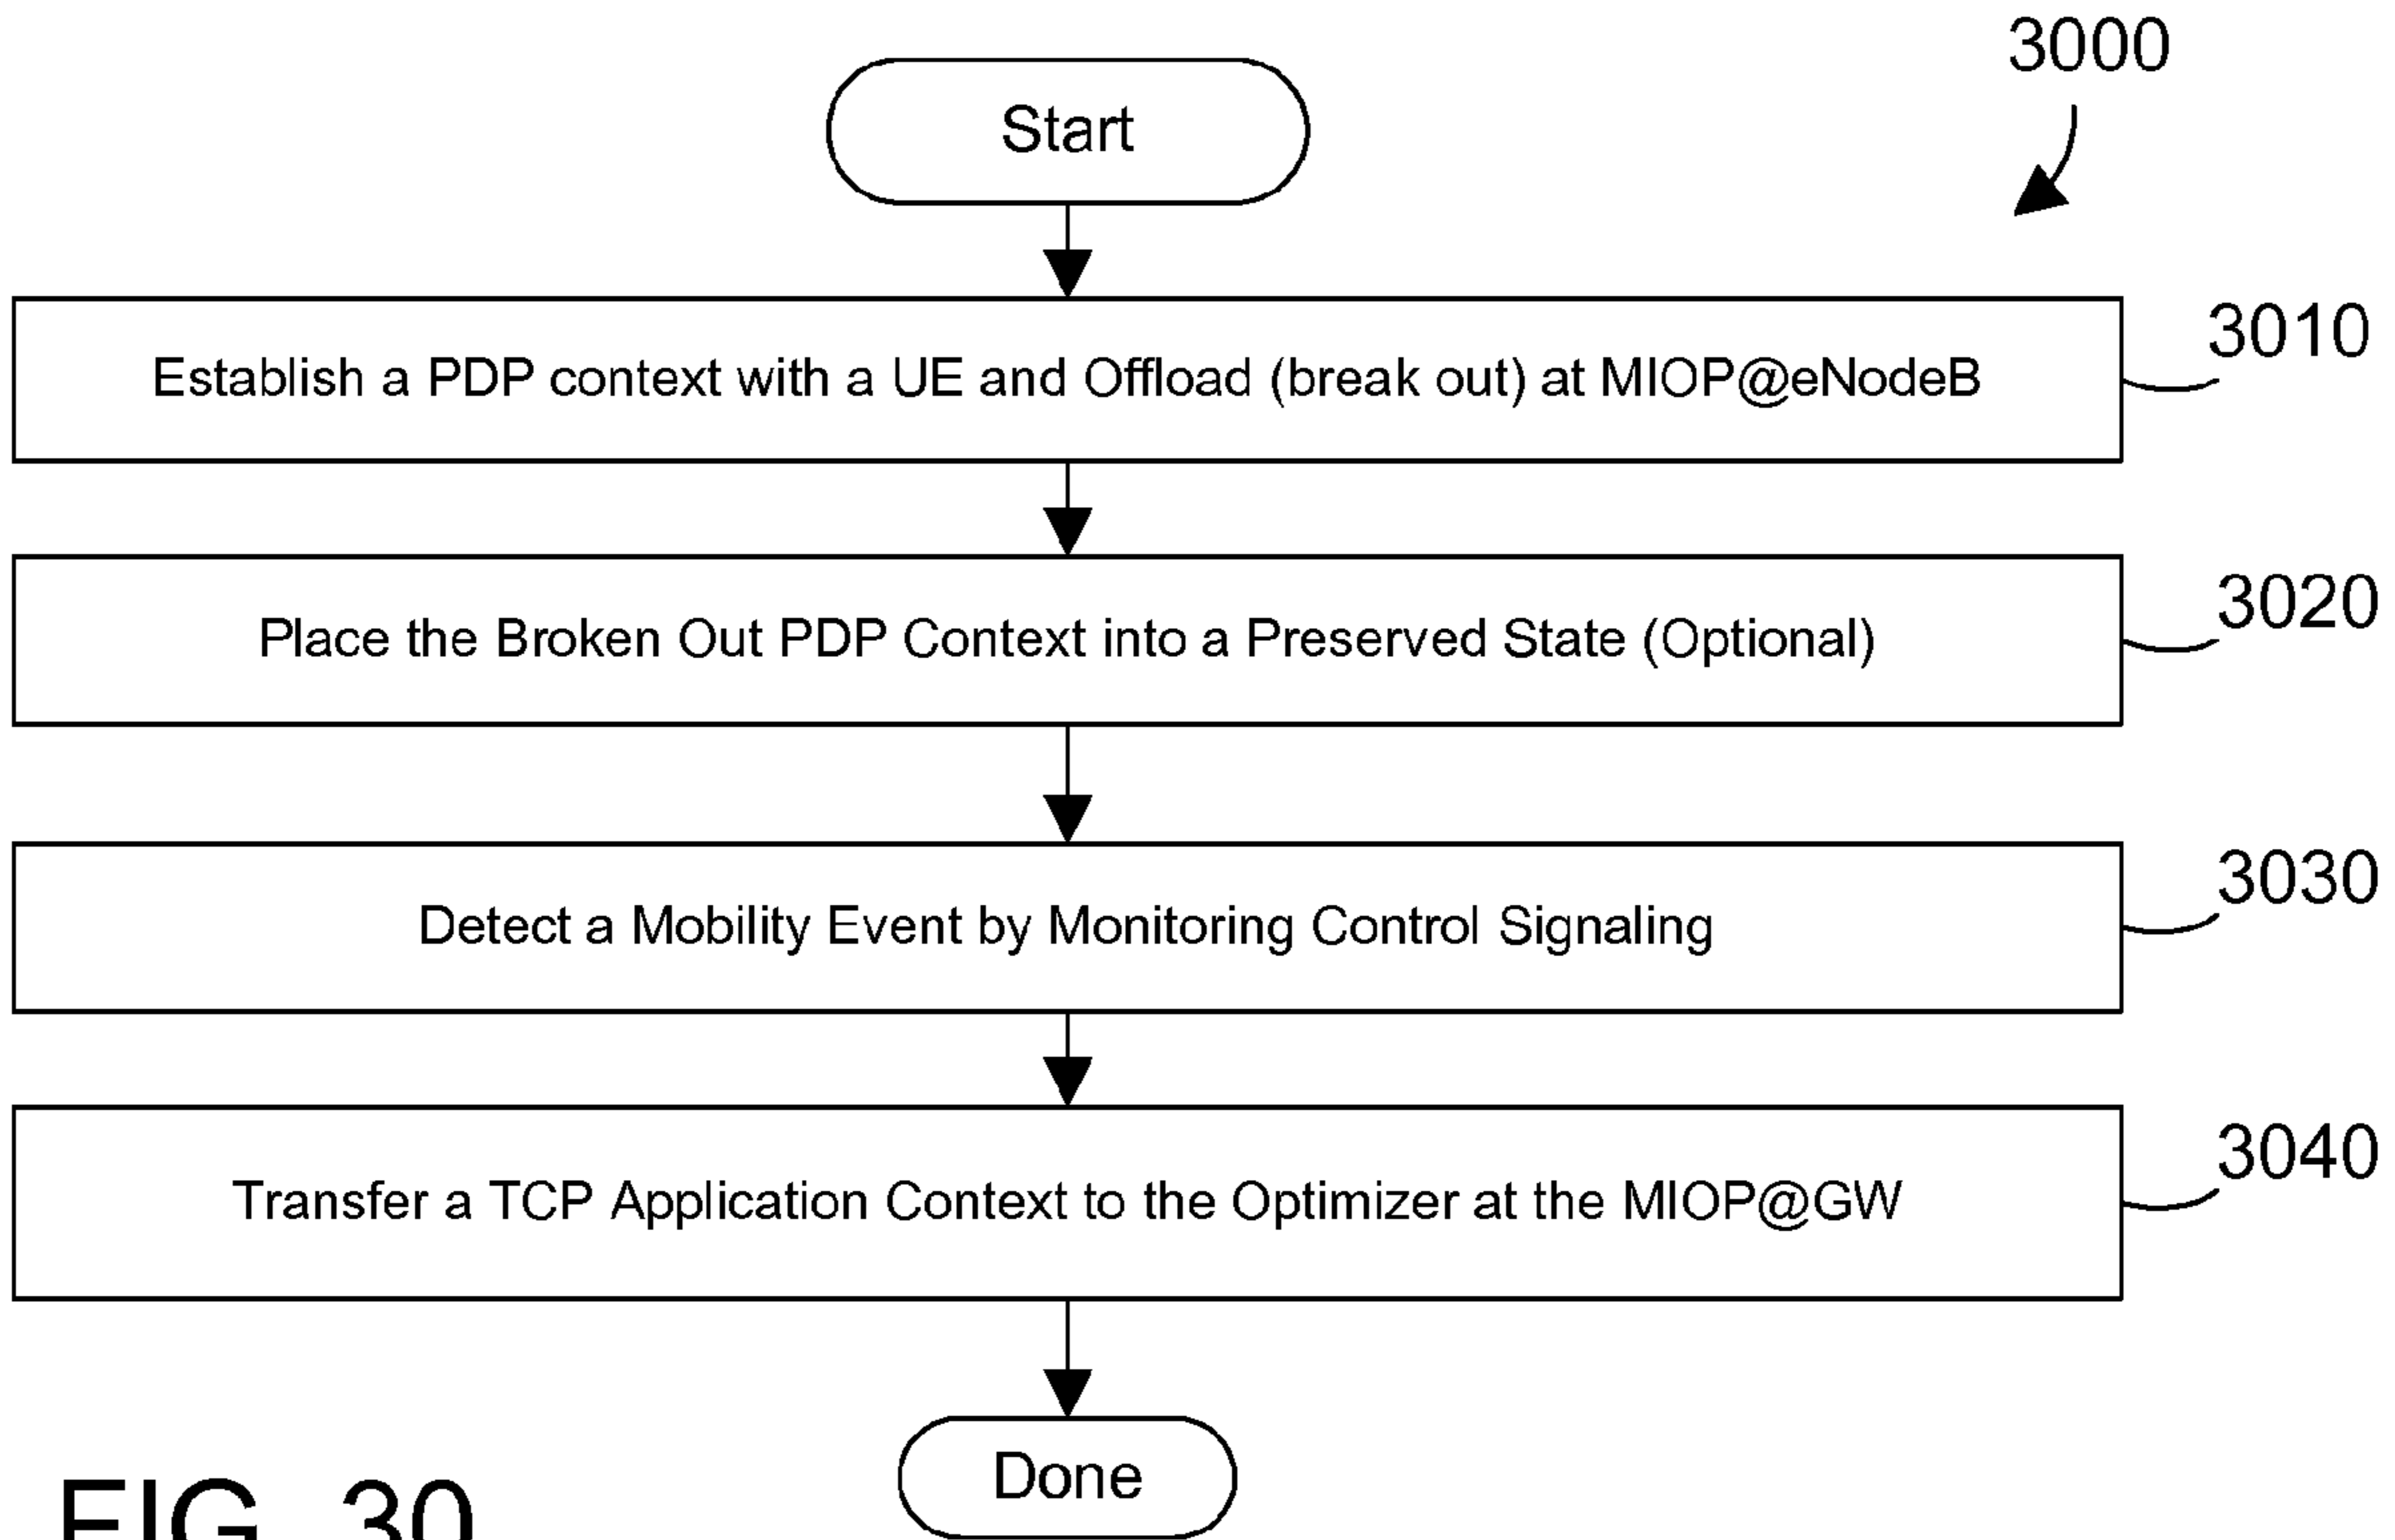 3000
Start
Establish a PDP context with a UE and Offload (break out) at MIOP@eNodeB
3010
Place the Broken Out PDP Context into a Preserved State (Optional)
3020
Detect a Mobility Event by Monitoring Control Signaling
3030
Transfer a TCP Application Context to the Optimizer at the MIOP@GW
3040
Done
FIG. 30